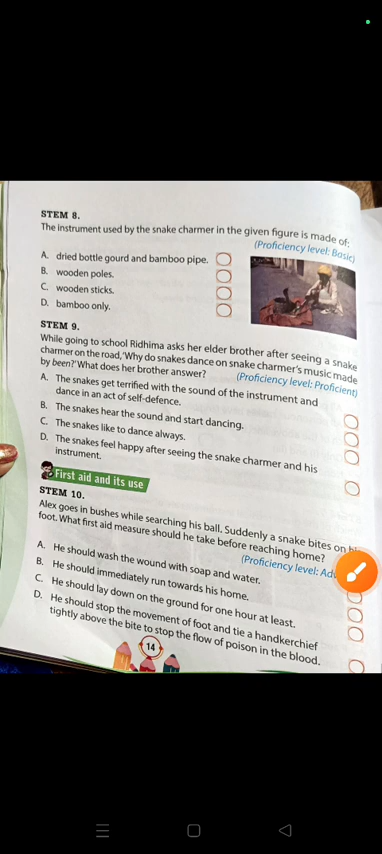 STEM 8.
The instrument used by the snake charmer in the given figure is made of:
(Proficiency level: Basic)
A. dried bottle gourd and bamboo pipe.
B. wooden poles.
C. wooden sticks.
D. bamboo only.
STEM 9.
While going to school Ridhima asks her elder brother after seeing a snake
charmer on the road,'Why do snakes dance on snake charmer's music made
by been?' What does her brother answer? (Proficiency level: Proficient)
A. The snakes get terrified with the sound of the instrument and
dance in an act of self-defence.
B. The snakes hear the sound and start dancing.
C. The snakes like to dance always.
D. The snakes feel happy after seeing the snake charmer and his
instrument.
First aid and its use
STEM 10.
Alex goes in bushes while searching his ball. Suddenly a snake bites on
foot. What first aid measure should he take before reaching home?
(Proficiency level:
A. He should wash the wound with soap and water.
B. He should immediately run towards his home.
C. He should lay down on the ground for one hour at least.
D. He should stop the movement of foot and tie a handkerchief
tightly above the bite to stop the flow of poison in the blood.
14